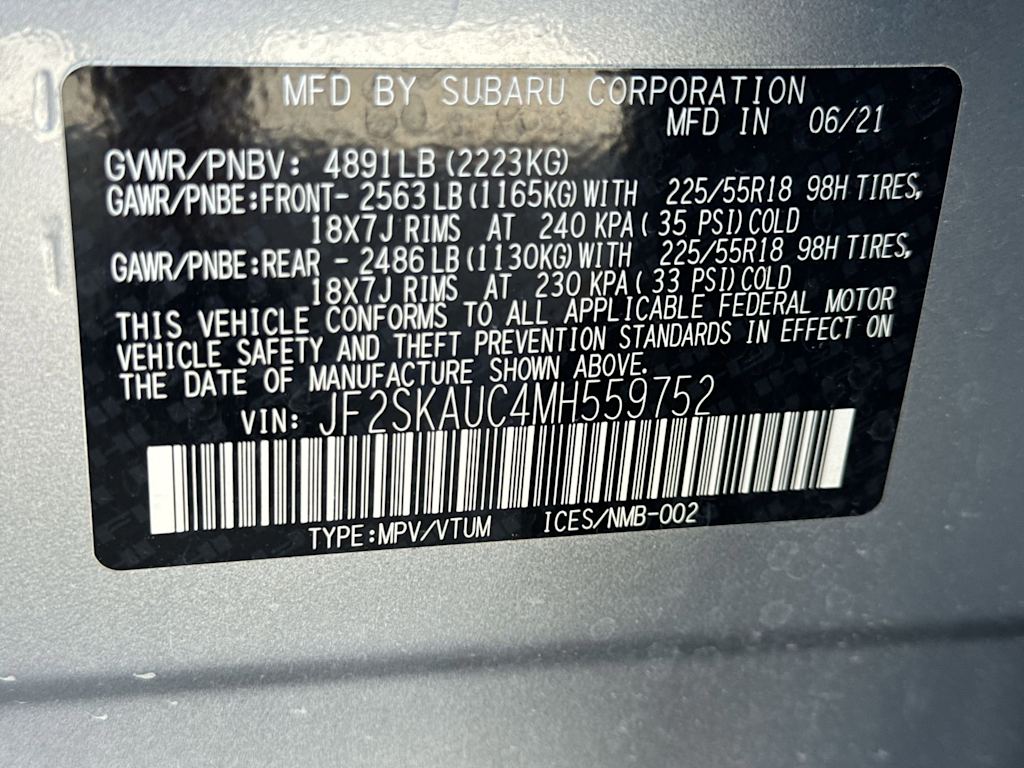 MFD BY SUBARU CORPORATION
MFD IN 06/21
GVWR/PNBV: 4891LB (2223KG)
GAWR/PNBE:FRONT- 2563 LB (1165KG) WITH 225/55R18 98H TIRES,
18X7J RIMS AT 240 KPA ( 35 PSI) COLD
GAWR/PNBE:REAR - 2486 LB (1130KG) WITH 225/55R18 98H TIRES,
18X7J RIMS AT 230 KPA ( 33 PSI) COLD
THIS VEHICLE CONFORMS TO ALL APPLICABLE FEDERAL MOTOR
VEHICLE SAFETY AND THEFT PREVENTION STANDARDS IN EFFECT ON
THE DATE OF MANUFACTURE SHOWN ABOVE.
VIN: JF2SKAUC4MH559752
TYPE:MPV/VTUM ICES/NMB-002